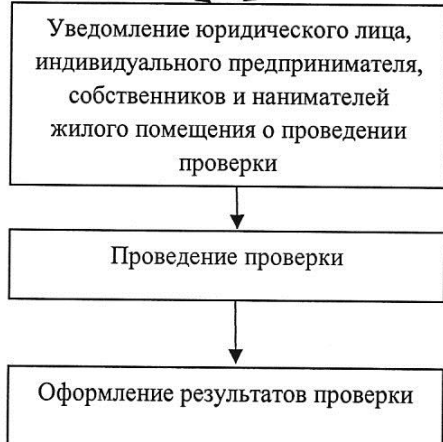 Уведомление юридического лица,
индивидуального предпринимателя,
собственников и нанимателей
жилого помещения о проведении
проверки
Проведение проверки
Оформление результатов проверки